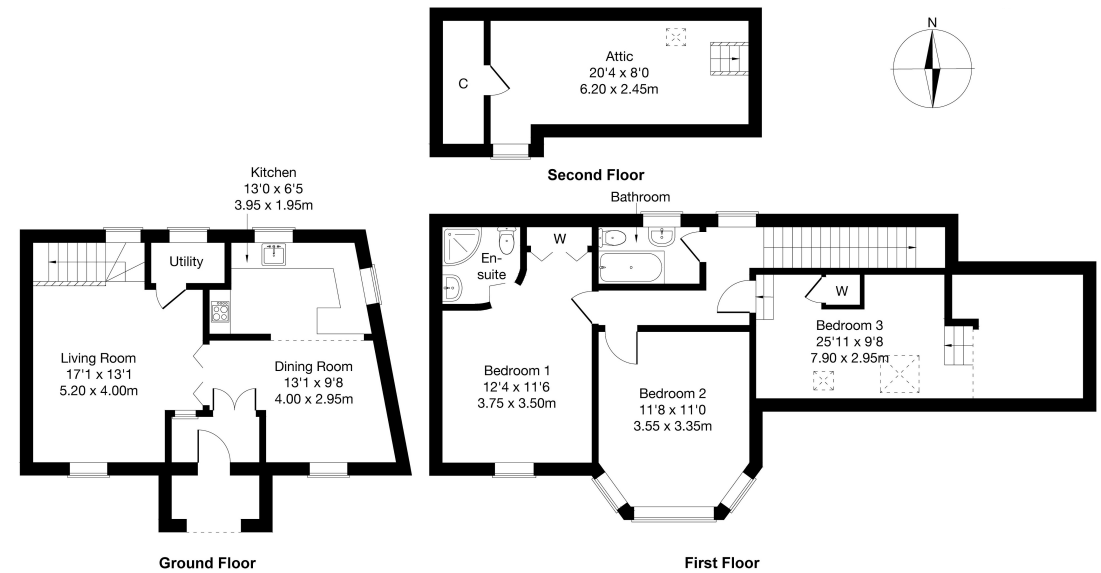 N
Attic
20'4 x 8'0
6.20 x 2.45m
C
Second Floor
Kitchen
13'0 x 6'5
3.95 x 1.95m
Utility
Living Room
17'1 x 13'1
5.20 x 4.00m
Dining Room
13'1 x 9'8
4.00 x 2.95m
Ground Floor
Bathroom
En-
suite
W
Bedroom 1
12'4 x 11'6
3.75 x 3.50m
Bedroom 2
11'8 x 11'0
3.55 x 3.35m
W
Bedroom 3
25'11 x 9'8
7.90 x 2.95m
First Floor